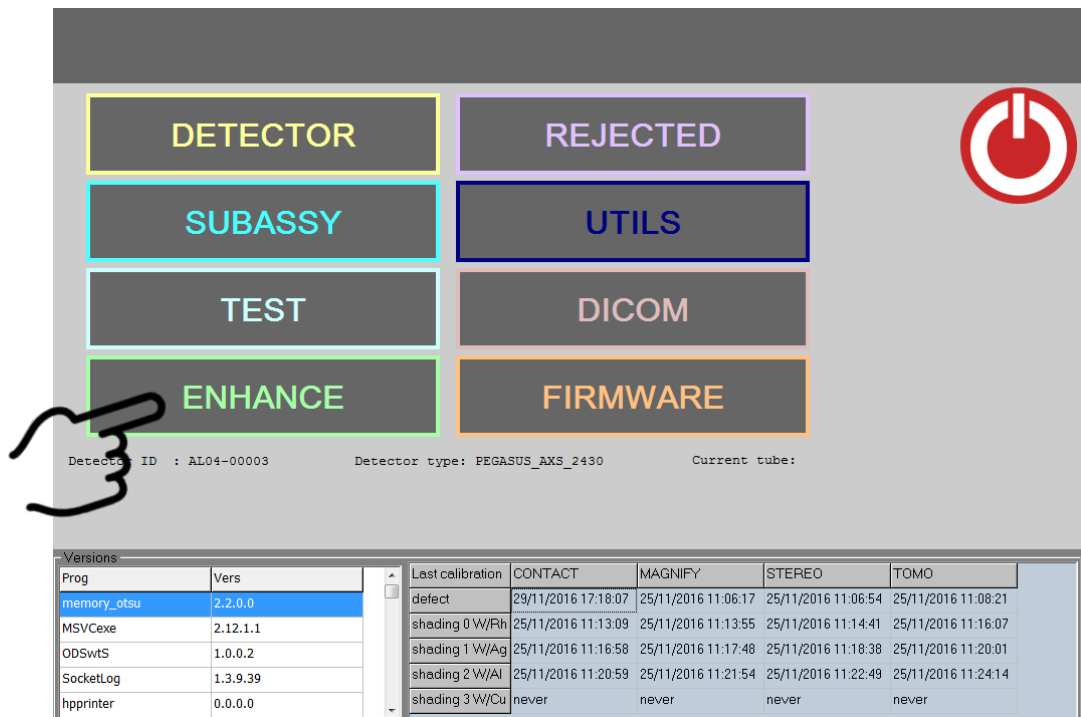 DETECTOR REJECTED
SUBASSY UTILS
TEST DICOM
ENHANCE FIRMWARE
Detector ID : AL04-00003 Detector type: PEGASUS_AXS_2430 Current tube:
Versions
Prog Vers
memory_otsu 2.2.0.0
MSVCexe 2.12.1.1
ODSwtS 1.0.0.2
SocketLog 1.3.9.39
hpprinter 0.0.0.0
Last calibration CONTACT MAGNIFY STEREO TOMO
defect 29/11/2016 17:18:07 25/11/2016 11:06:17 25/11/2016 11:06:54 25/11/2016 11:08:21
shading 0 W/Rh 25/11/2016 11:13:09 25/11/2016 11:13:55 25/11/2016 11:14:41 25/11/2016 11:16:07
shading 1 W/Ag 25/11/2016 11:16:58 25/11/2016 11:17:48 25/11/2016 11:18:38 25/11/2016 11:20:01
shading 2 W/Al 25/11/2016 11:20:59 25/11/2016 11:21:54 25/11/2016 11:22:49 25/11/2016 11:24:14
shading 3 W/Cu never never never never